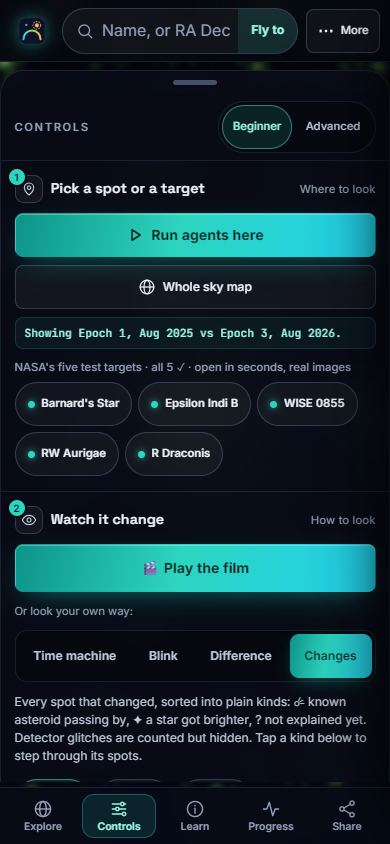 Name, or RA Dec
Fly to
••• More
CONTROLS
Beginner
Advanced
1
Pick a spot or a target
Where to look
Run agents here
Whole sky map
Showing Epoch 1, Aug 2025 vs Epoch 3, Aug 2026.
NASA's five test targets · all 5 ✓ · open in seconds, real images
Barnard's Star
Epsilon Indi B
WISE 0855
RW Aurigae
R Draconis
2
Watch it change
How to look
🎬 Play the film
Or look your own way:
Time machine
Blink
Difference
Changes
Every spot that changed, sorted into plain kinds: ☄ known
asteroid passing by, ✦ a star got brighter, ? not explained yet.
Detector glitches are counted but hidden. Tap a kind below to
step through its spots.
Explore
Controls
Learn
Progress
Share